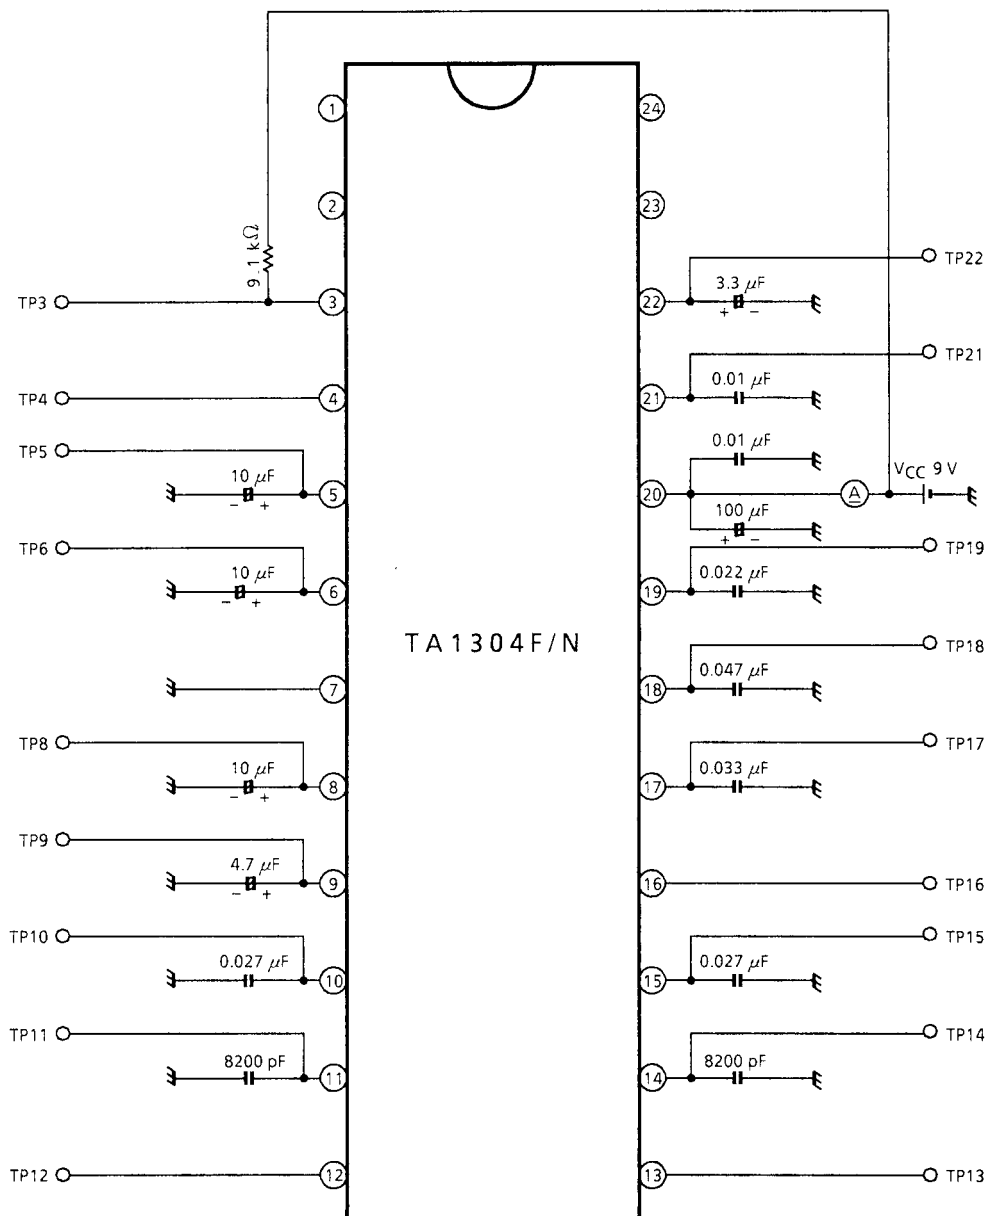 1
24
2
23
9.1 kΩ
TP22
3.3 μF
TP3
3
22
+ −
TP21
0.01 μF
TP4
4
21
TP5
0.01 μF
10 μF
VCC 9 V
5
20
A
− +
100 μF
+ −
TP6
TP19
10 μF
0.022 μF
6
19
− +
TA1304F/N
TP18
0.047 μF
7
18
TP8
TP17
10 μF
0.033 μF
8
17
− +
TP9
4.7 μF
9
16
TP16
− +
TP10
TP15
0.027 μF
0.027 μF
10
15
TP11
TP14
8200 pF
8200 pF
11
14
TP12
12
13
TP13